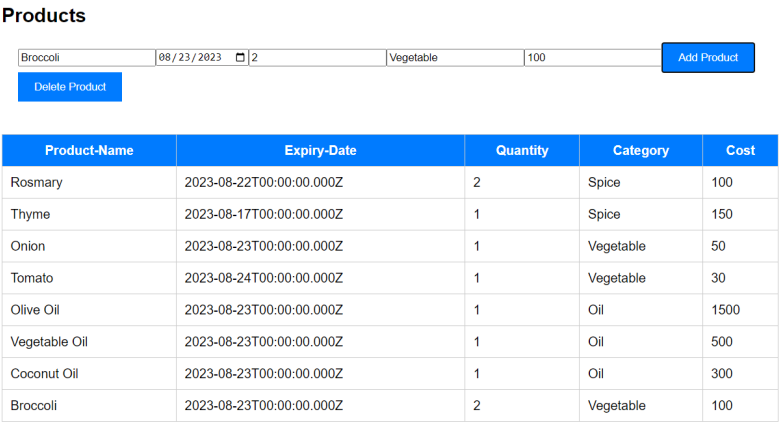 Products
Broccoli 08/23/2023 2 Vegetable 100 Add Product
Delete Product
Product-Name Expiry-Date Quantity Category Cost
Rosmary 2023-08-22T00:00:00.000Z 2 Spice 100
Thyme 2023-08-17T00:00:00.000Z 1 Spice 150
Onion 2023-08-23T00:00:00.000Z 1 Vegetable 50
Tomato 2023-08-24T00:00:00.000Z 1 Vegetable 30
Olive Oil 2023-08-23T00:00:00.000Z 1 Oil 1500
Vegetable Oil 2023-08-23T00:00:00.000Z 1 Oil 500
Coconut Oil 2023-08-23T00:00:00.000Z 1 Oil 300
Broccoli 2023-08-23T00:00:00.000Z 2 Vegetable 100